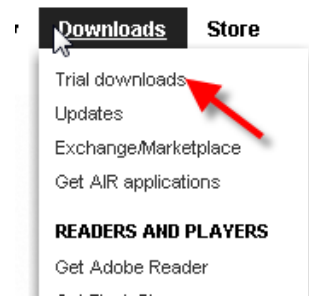 Downloads Store
Trial downloads
Updates
Exchange/Marketplace
Get AIR applications
READERS AND PLAYERS
Get Adobe Reader